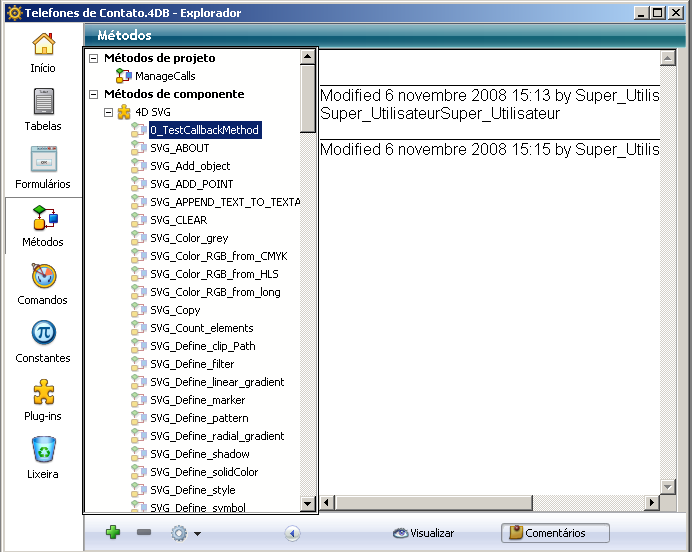 Telefones de Contato.4DB - Explorador
Métodos
Início
Tabelas
Formulários
Métodos
Comandos
Constantes
Plug-ins
Lixeira
Métodos de projeto
ManageCalls
Métodos de componente
4D SVG
0_TestCallbackMethod
SVG_ABOUT
SVG_Add_object
SVG_ADD_POINT
SVG_APPEND_TEXT_TO_TEXTA
SVG_CLEAR
SVG_Color_grey
SVG_Color_RGB_from_CMYK
SVG_Color_RGB_from_HLS
SVG_Color_RGB_from_long
SVG_Copy
SVG_Count_elements
SVG_Define_clip_Path
SVG_Define_filter
SVG_Define_linear_gradient
SVG_Define_marker
SVG_Define_pattern
SVG_Define_radial_gradient
SVG_Define_shadow
SVG_Define_solidColor
SVG_Define_style
SVG_Define_symbol
Modified 6 novembre 2008 15:13 by Super_Utilis
Super_UtilisateurSuper_Utilisateur
Modified 6 novembre 2008 15:15 by Super_Utilis
Visualizar
Comentários